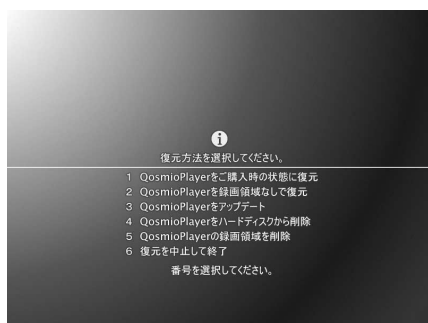 復元方法を選択してください。
1 QosmioPlayerをご購入時の状態に復元
2 QosmioPlayerを録画領域なしで復元
3 QosmioPlayerをアップデート
4 QosmioPlayerをハードディスクから削除
5 QosmioPlayerの録画領域を削除
6 復元を中止して終了
番号を選択してください。